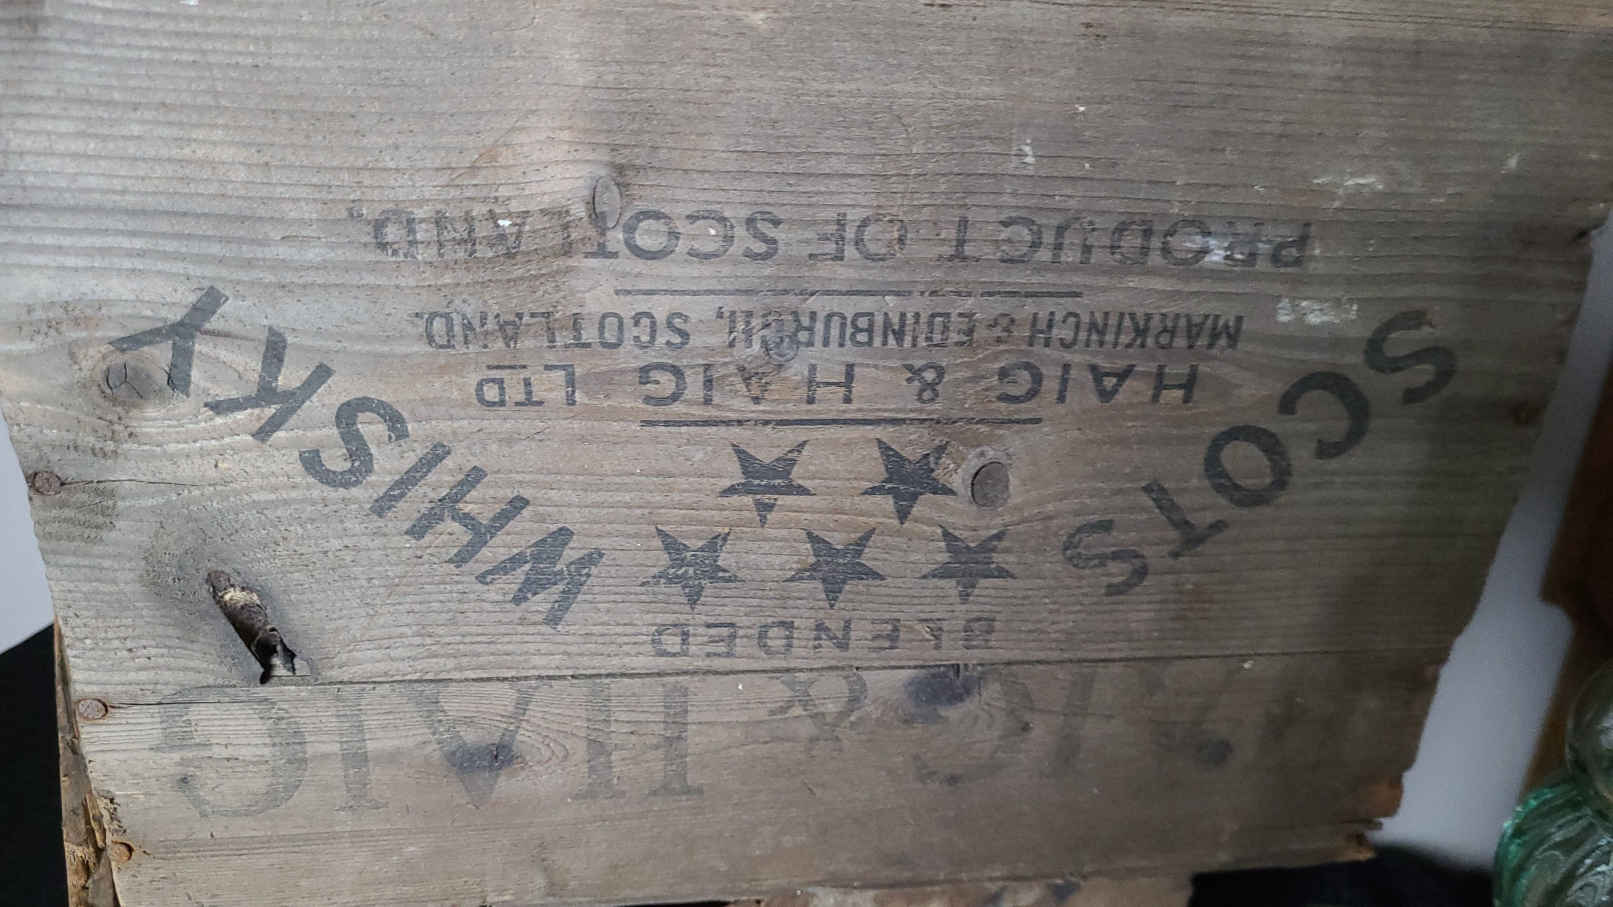 HAIG & HAIG
BLENDED
SCOTS WHISKY
HAIG & HAIG LTD
MARKINCH & EDINBURGH, SCOTLAND.
PRODUCT OF SCOTLAND.